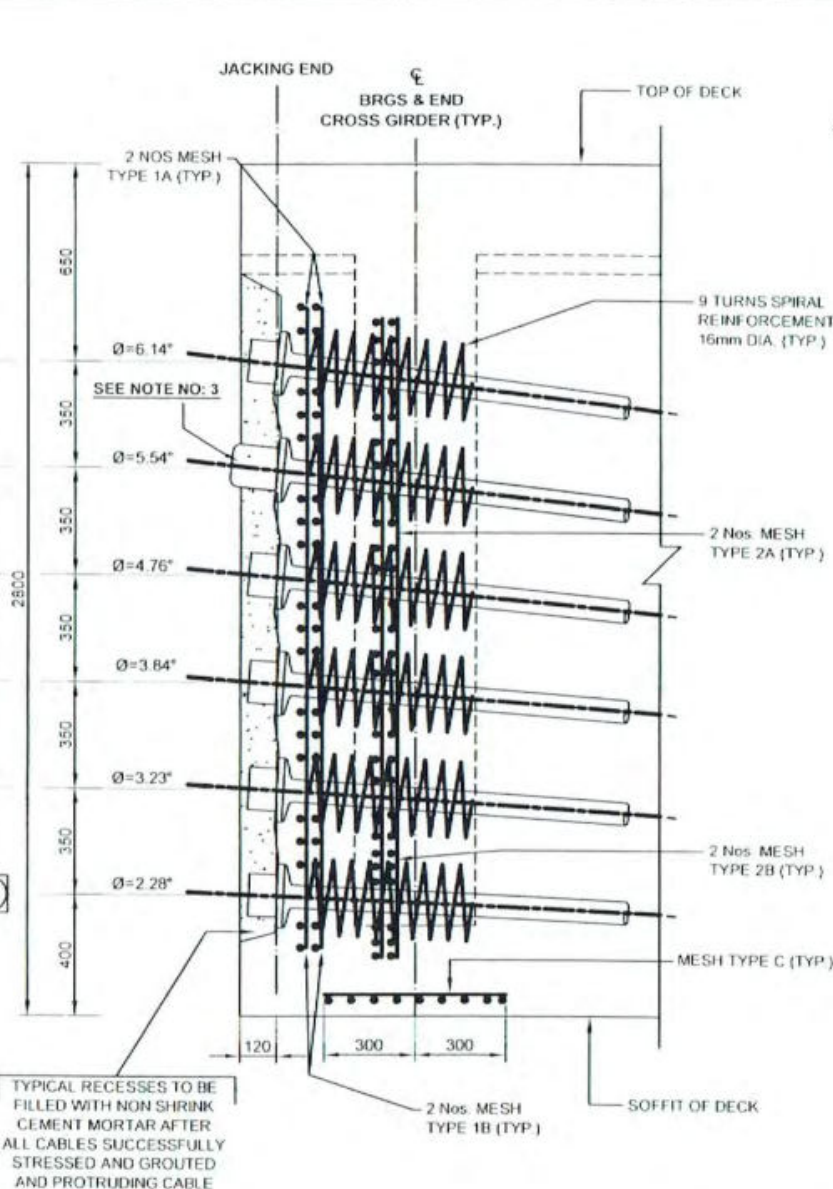 JACKING END
℄
BRGS & END
CROSS GIRDER (TYP.)
TOP OF DECK
2 NOS MESH
TYPE 1A (TYP.)
650
9 TURNS SPIRAL
REINFORCEMENT
16mm DIA. (TYP.)
Ø=6.14°
SEE NOTE NO: 3
350
Ø=5.54°
350
2 Nos. MESH
TYPE 2A (TYP.)
Ø=4.76°
2800
350
Ø=3.84°
350
Ø=3.23°
350
2 Nos. MESH
TYPE 2B (TYP.)
Ø=2.28°
400
MESH TYPE C (TYP.)
120
300
300
TYPICAL RECESSES TO BE
FILLED WITH NON SHRINK
CEMENT MORTAR AFTER
ALL CABLES SUCCESSFULLY
STRESSED AND GROUTED
AND PROTRUDING CABLE
2 Nos. MESH
TYPE 1B (TYP.)
SOFFIT OF DECK